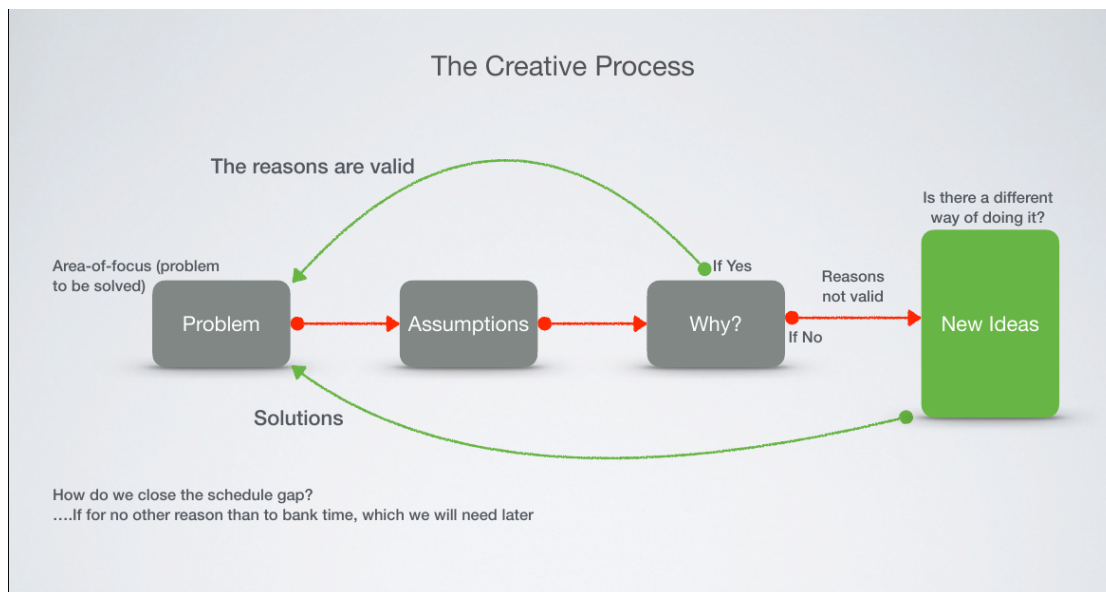 The Creative Process
The reasons are valid
Is there a different
way of doing it?
Area-of-focus (problem
to be solved)
If Yes
Reasons
not valid
Problem
Assumptions
Why?
New Ideas
If No
Solutions
How do we close the schedule gap?
....If for no other reason than to bank time, which we will need later